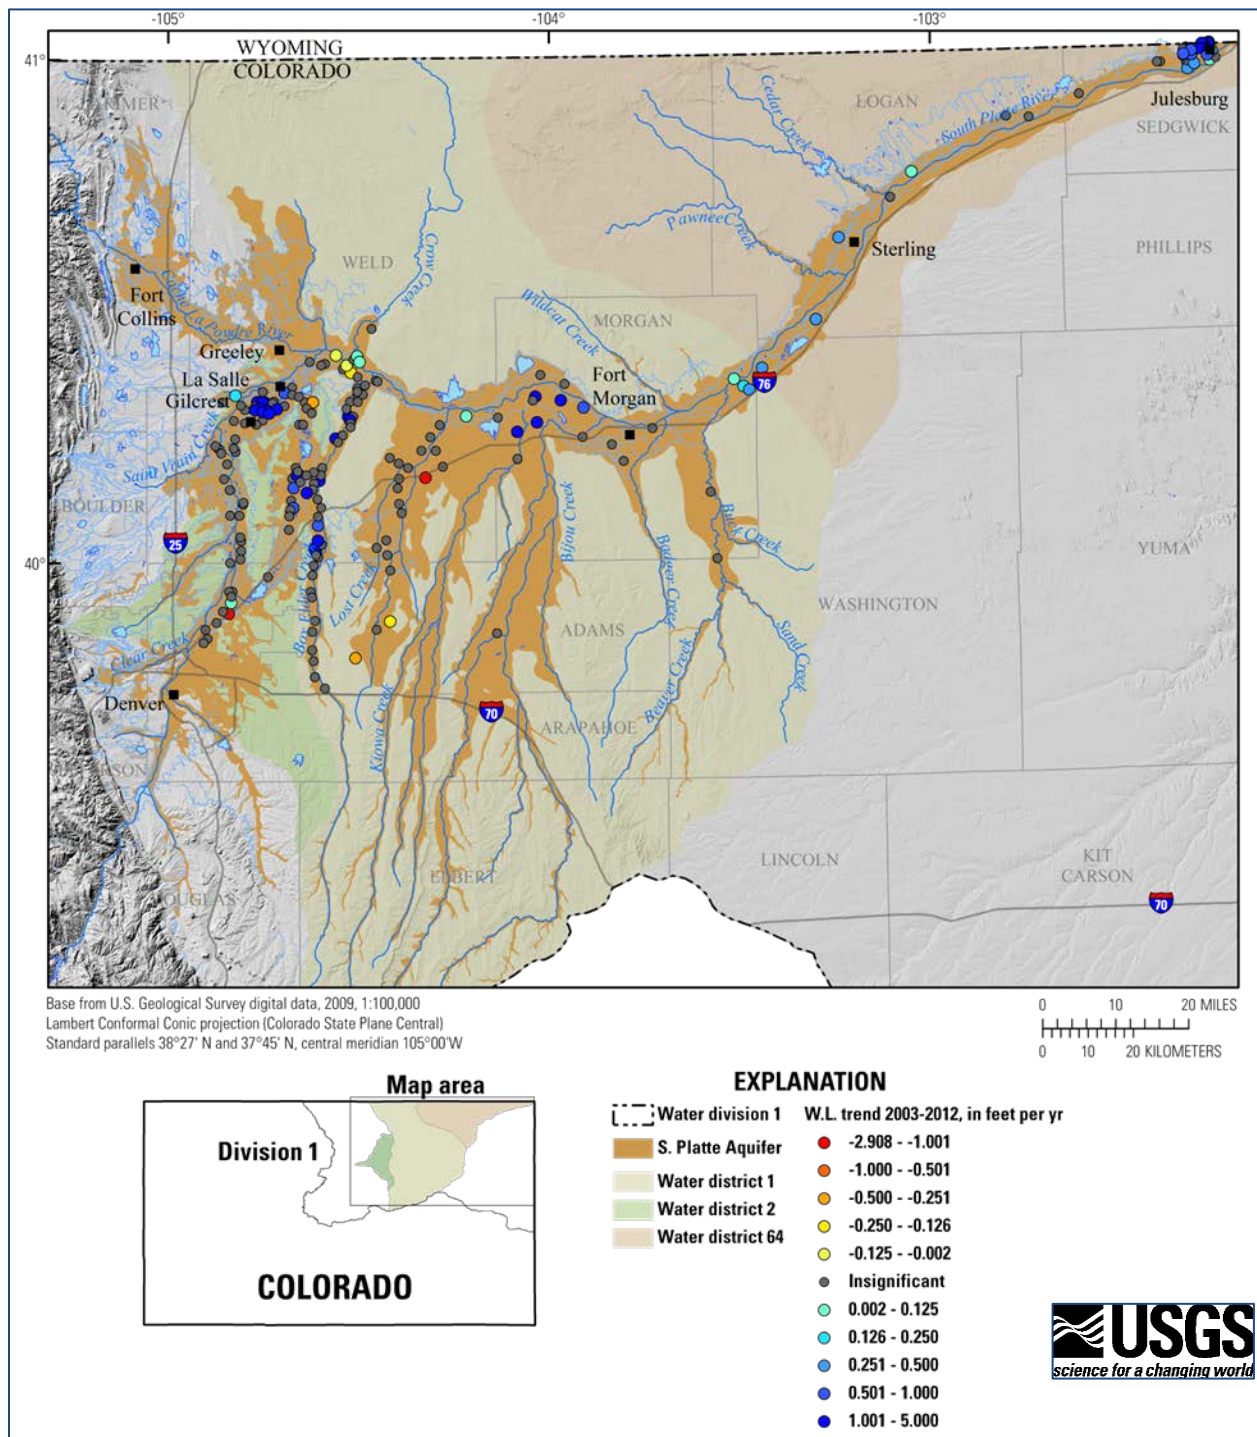 -105°
-104°
-103°
41°
WYOMING
COLORADO
LARIMER
LOGAN
Cedar Creek
South Platte River
Julesburg
SEDGWICK
Pawnee Creek
Sterling
PHILLIPS
Crow Creek
WELD
Fort
Collins
Cache La Poudre River
Wildcat Creek
MORGAN
Greeley
La Salle
Gilcrest
Fort
Morgan
76
Saint Vrain Creek
BOULDER
25
Bijou Creek
Badger Creek
Buck Creek
YUMA
40°
Box Elder Creek
Lost Creek
WASHINGTON
ADAMS
Clear Creek
Beaver Creek
Sand Creek
Denver
70
ARAPAHOE
Kiowa Creek
JEFFERSON
LINCOLN
KIT
CARSON
ELBERT
DOUGLAS
70
Base from U.S. Geological Survey digital data, 2009, 1:100,000
Lambert Conformal Conic projection (Colorado State Plane Central)
Standard parallels 38°27' N and 37°45' N, central meridian 105°00'W
0 10 20 MILES
0 10 20 KILOMETERS
Map area
Division 1
COLORADO
EXPLANATION
Water division 1
S. Platte Aquifer
Water district 1
Water district 2
Water district 64
W.L. trend 2003-2012, in feet per yr
-2.908 - -1.001
-1.000 - -0.501
-0.500 - -0.251
-0.250 - -0.126
-0.125 - -0.002
Insignificant
0.002 - 0.125
0.126 - 0.250
0.251 - 0.500
0.501 - 1.000
1.001 - 5.000
USGS
science for a changing world